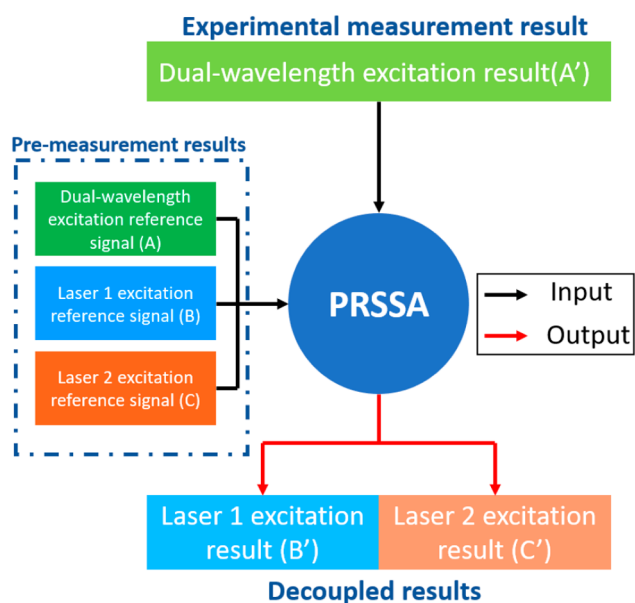 Experimental measurement result
Dual-wavelength excitation result(A’)
Pre-measurement results
Dual-wavelength
excitation reference
signal (A)
Laser 1 excitation
reference signal (B)
Laser 2 excitation
reference signal (C)
PRSSA
Input
Output
Laser 1 excitation
result (B’)
Laser 2 excitation
result (C’)
Decoupled results